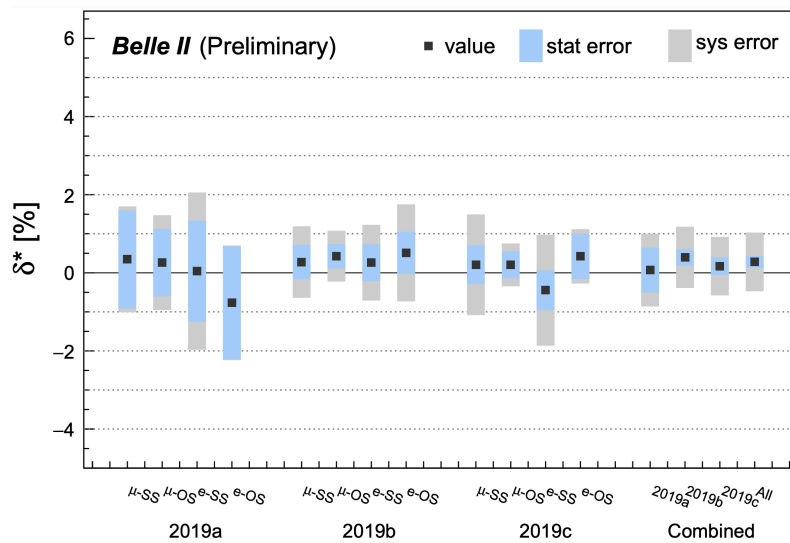 Belle II (Preliminary) value stat error sys error
6
4
2
0
−2
−4
δ* [%]
μ-SS μ-OS e-SS e-OS μ-SS μ-OS e-SS e-OS μ-SS μ-OS e-SS e-OS 2019a 2019b 2019c All
2019a 2019b 2019c Combined